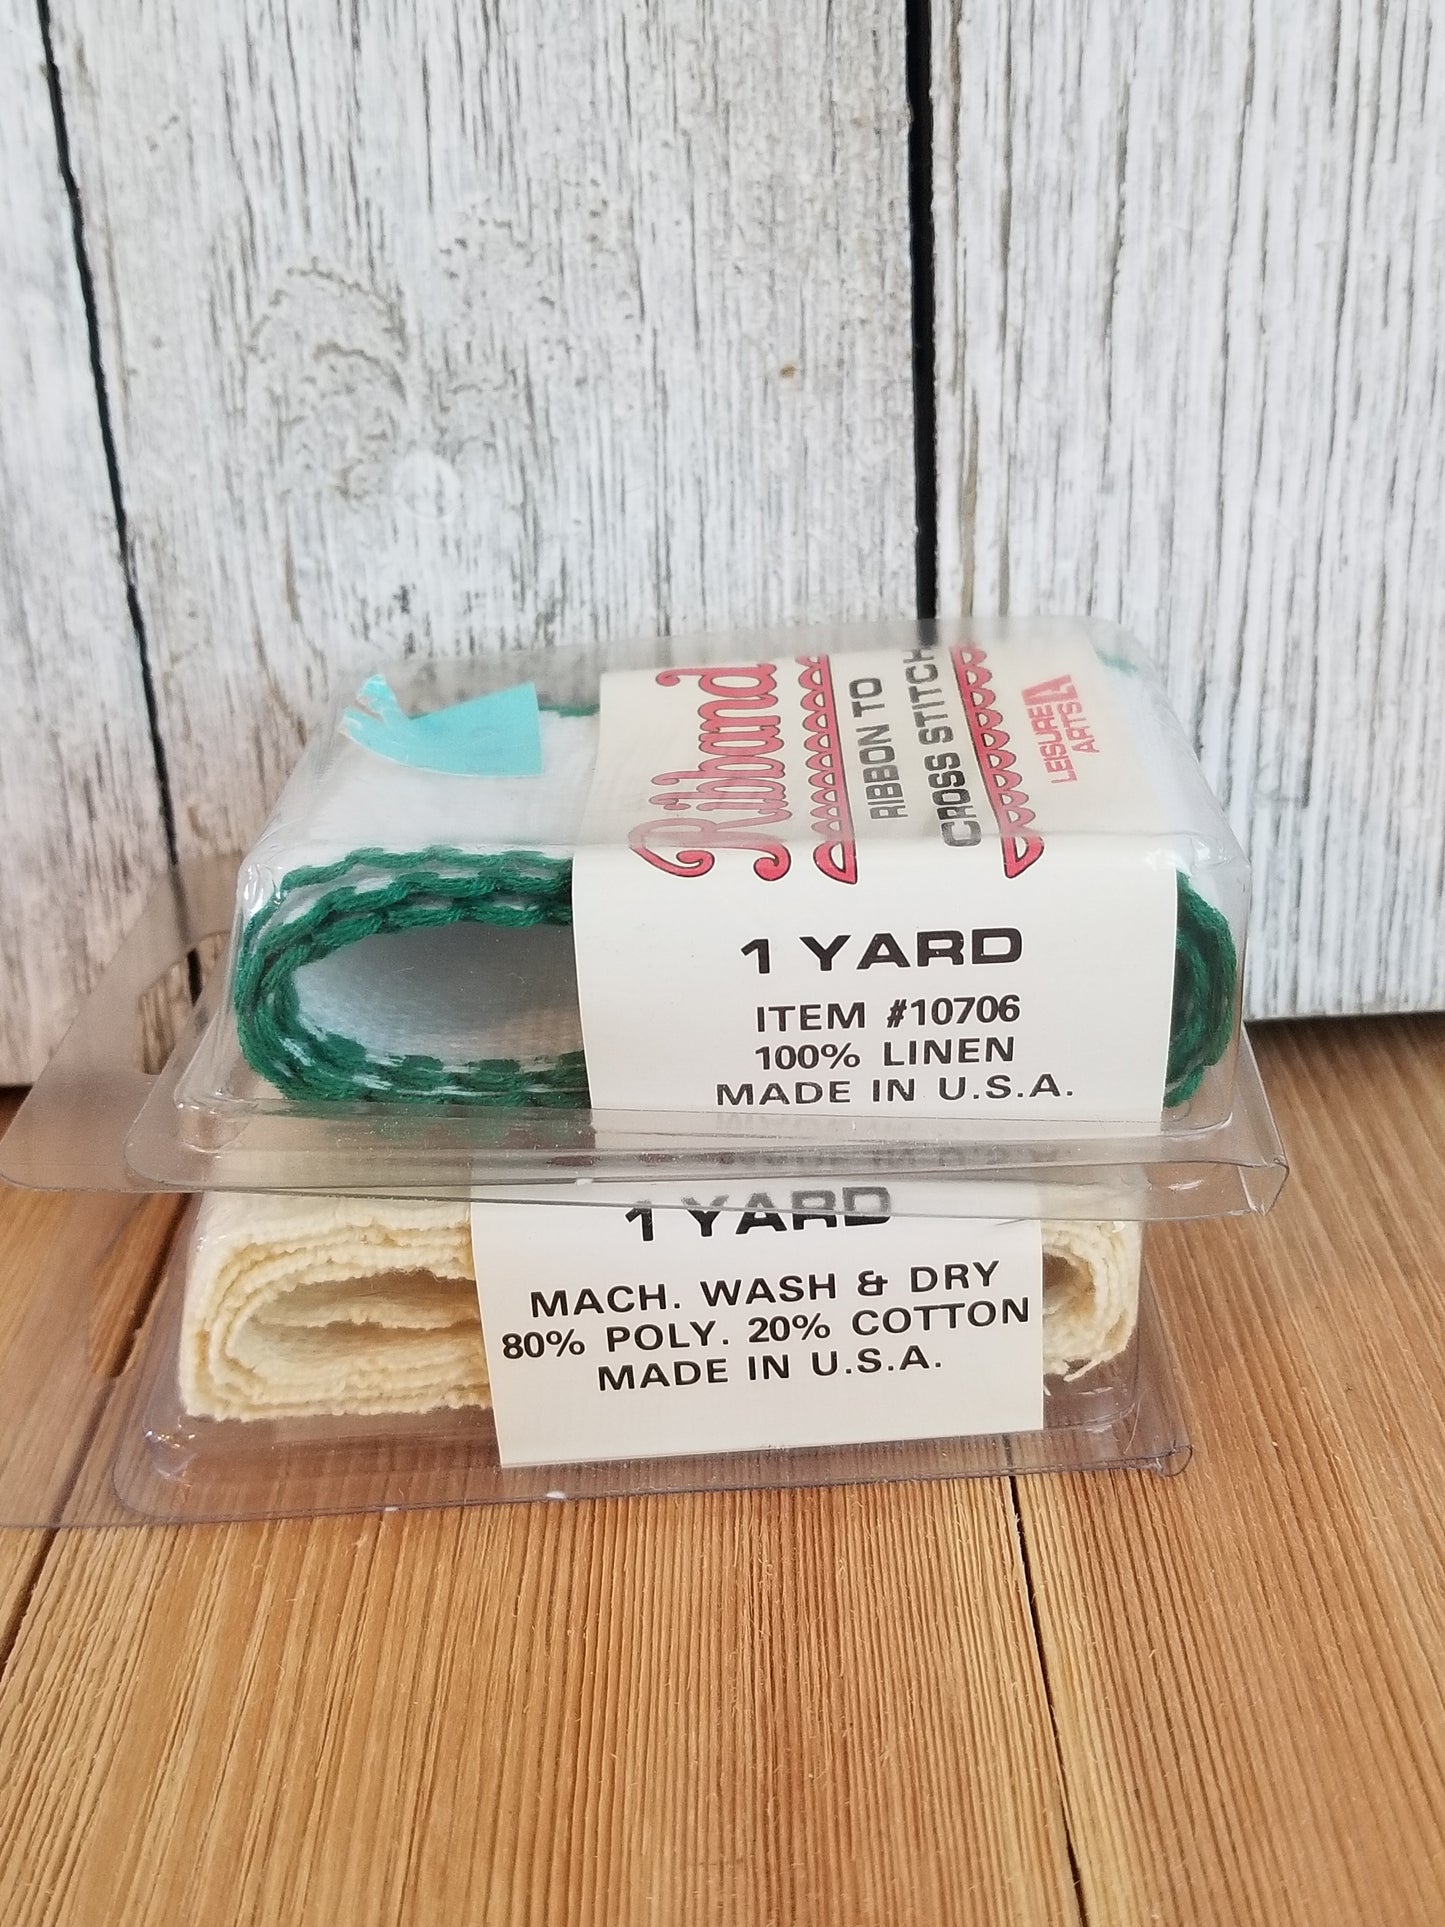 Ribband
RIBBON TO
CROSS STITCH
LEISURE
ARTS
1 YARD
ITEM #10706
100% LINEN
MADE IN U.S.A.
1 YARD
MACH. WASH & DRY
80% POLY. 20% COTTON
MADE IN U.S.A.